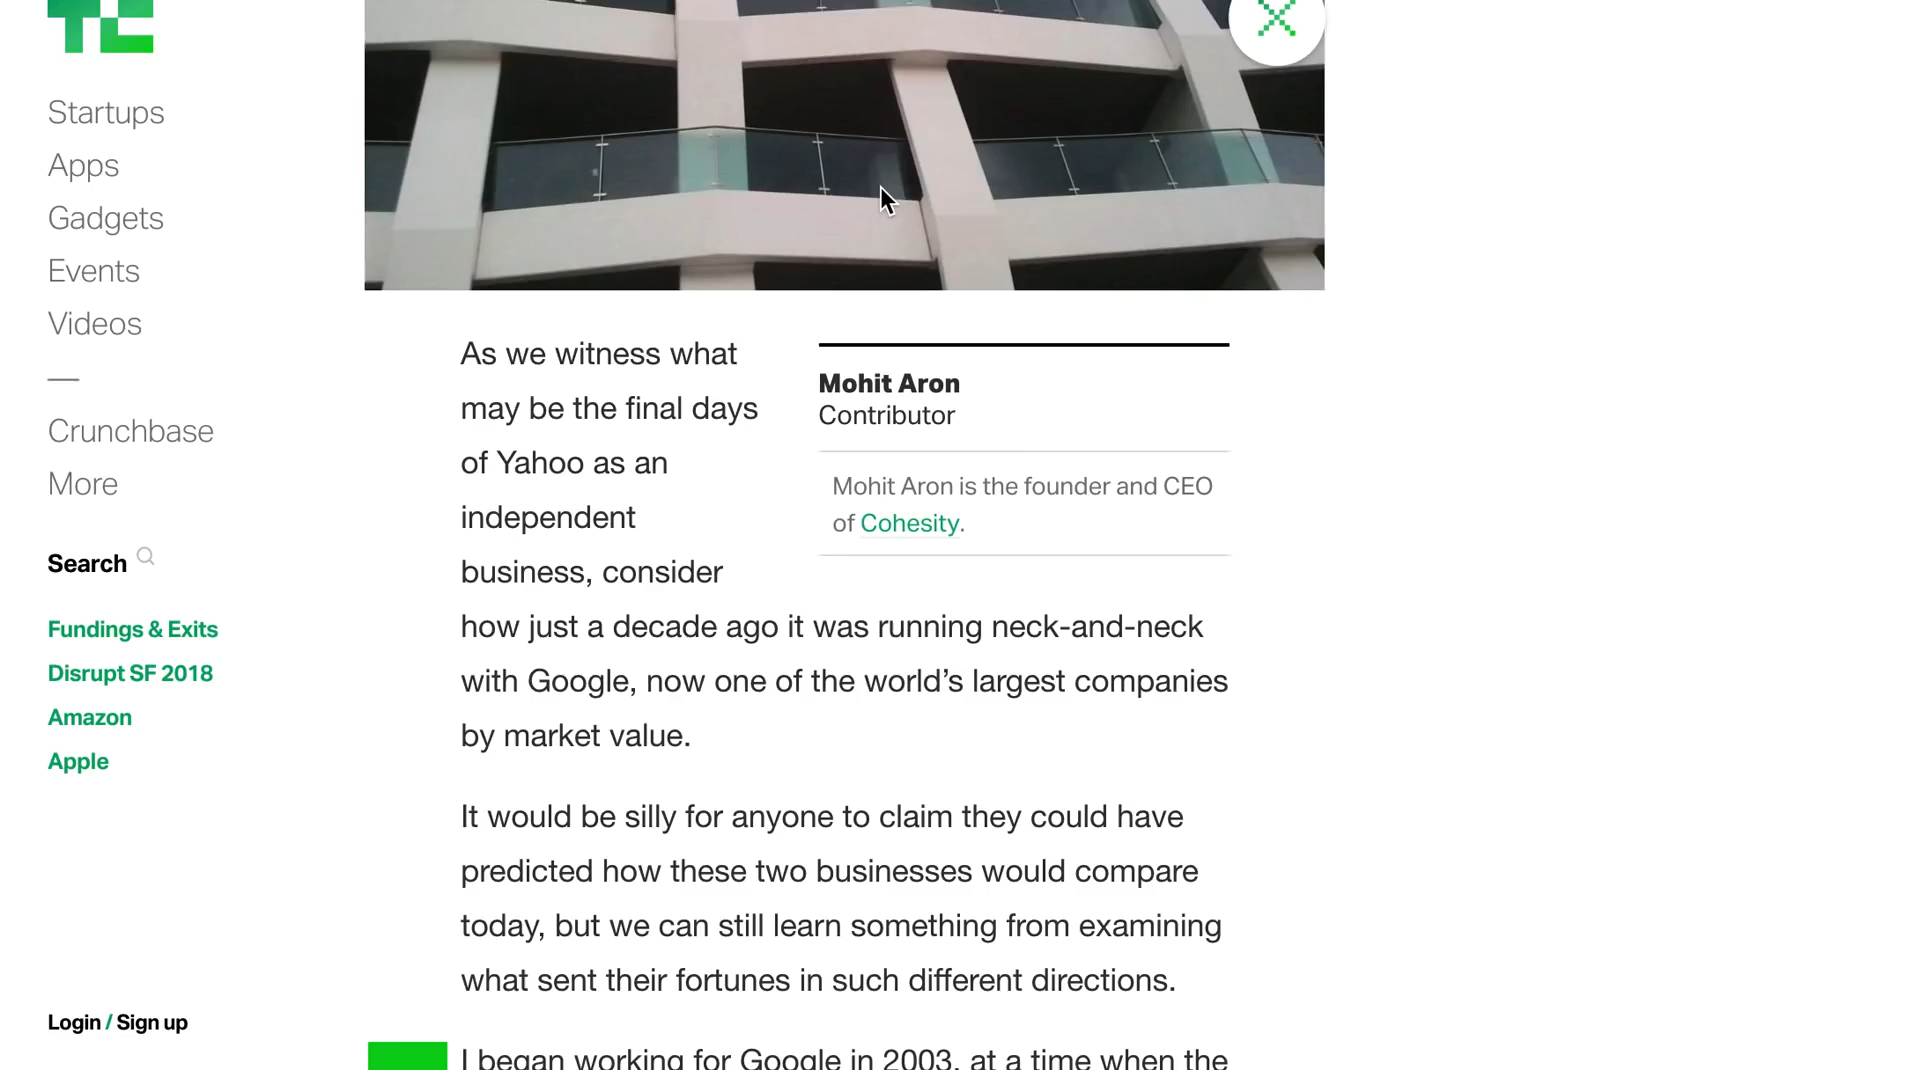 TC
Startups
Apps
Gadgets
Events
Videos
Crunchbase
More
Search
Fundings & Exits
Disrupt SF 2018
Amazon
Apple
Login / Sign up
As we witness what
may be the final days
of Yahoo as an
independent
business, consider
how just a decade ago it was running neck-and-neck
with Google, now one of the world’s largest companies
by market value.
Mohit Aron
Contributor
Mohit Aron is the founder and CEO
of Cohesity.
It would be silly for anyone to claim they could have
predicted how these two businesses would compare
today, but we can still learn something from examining
what sent their fortunes in such different directions.
I began working for Google in 2003, at a time when the